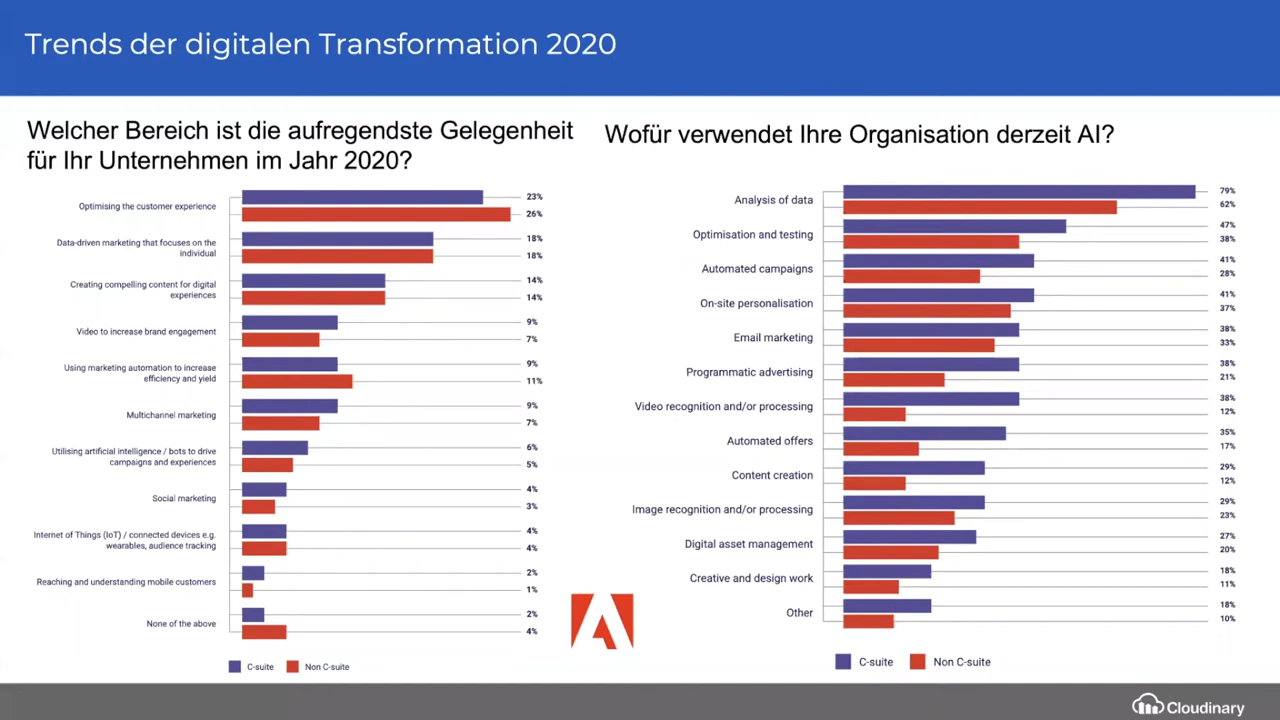 Trends der digitalen Transformation 2020
Welcher Bereich ist die aufregendste Gelegenheit
für Ihr Unternehmen im Jahr 2020?
Optimising the customer experience
23%
26%
Data-driven marketing that focuses on the
individual
18%
18%
Creating compelling content for digital
experiences
14%
14%
Video to increase brand engagement
9%
7%
Using marketing automation to increase
efficiency and yield
9%
11%
Multichannel marketing
9%
7%
Utilising artificial intelligence / bots to drive
campaigns and experiences
6%
5%
Social marketing
4%
3%
Internet of Things (IoT) / connected devices e.g.
wearables, audience tracking
4%
4%
Reaching and understanding mobile customers
2%
1%
None of the above
2%
4%
C-suite
Non C-suite
Wofür verwendet Ihre Organisation derzeit AI?
Analysis of data
79%
62%
Optimisation and testing
47%
38%
Automated campaigns
41%
28%
On-site personalisation
41%
37%
Email marketing
38%
33%
Programmatic advertising
38%
21%
Video recognition and/or processing
38%
12%
Automated offers
35%
17%
Content creation
29%
12%
Image recognition and/or processing
29%
23%
Digital asset management
27%
20%
Creative and design work
18%
11%
Other
18%
10%
C-suite
Non C-suite
Cloudinary